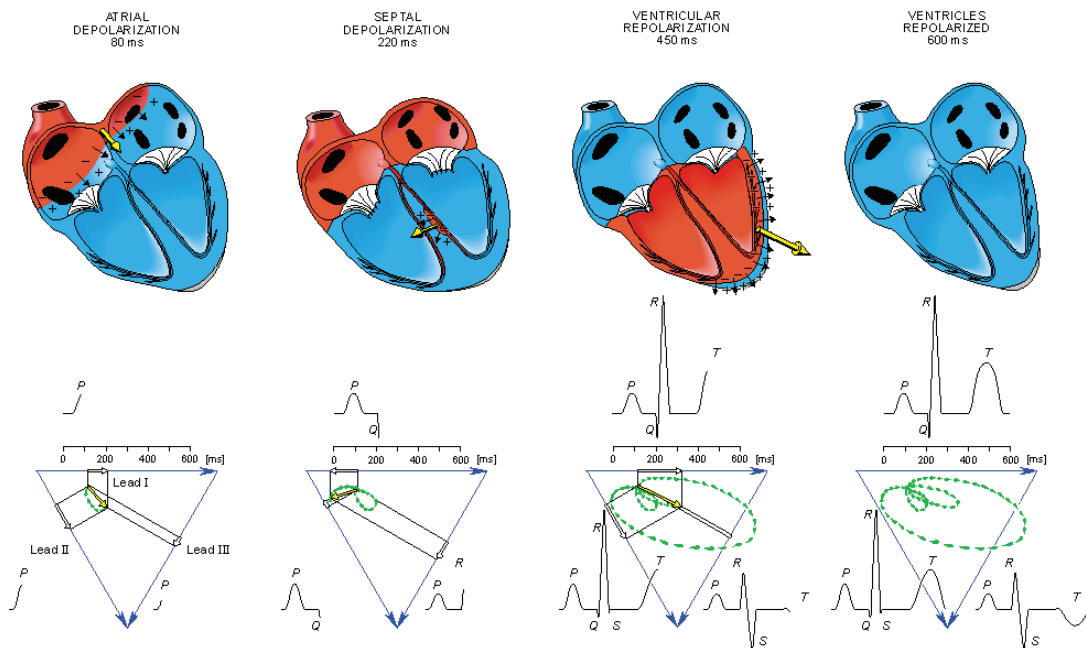 ATRIAL
DEPOLARIZATION
80 ms
SEPTAL
DEPOLARIZATION
220 ms
VENTRICULAR
REPOLARIZATION
450 ms
VENTRICLES
REPOLARIZED
600 ms
P
P
Q
R
P
T
Q
R
P
T
Q
0 200 400 600 [ms]
0 200 400 600 [ms]
0 200 400 600 [ms]
0 200 400 600 [ms]
Lead I
Lead II
Lead III
P
P
P
Q
R
P
R
P
T
Q
S
R
P
T
S
R
P
T
Q
S
R
P
T
S